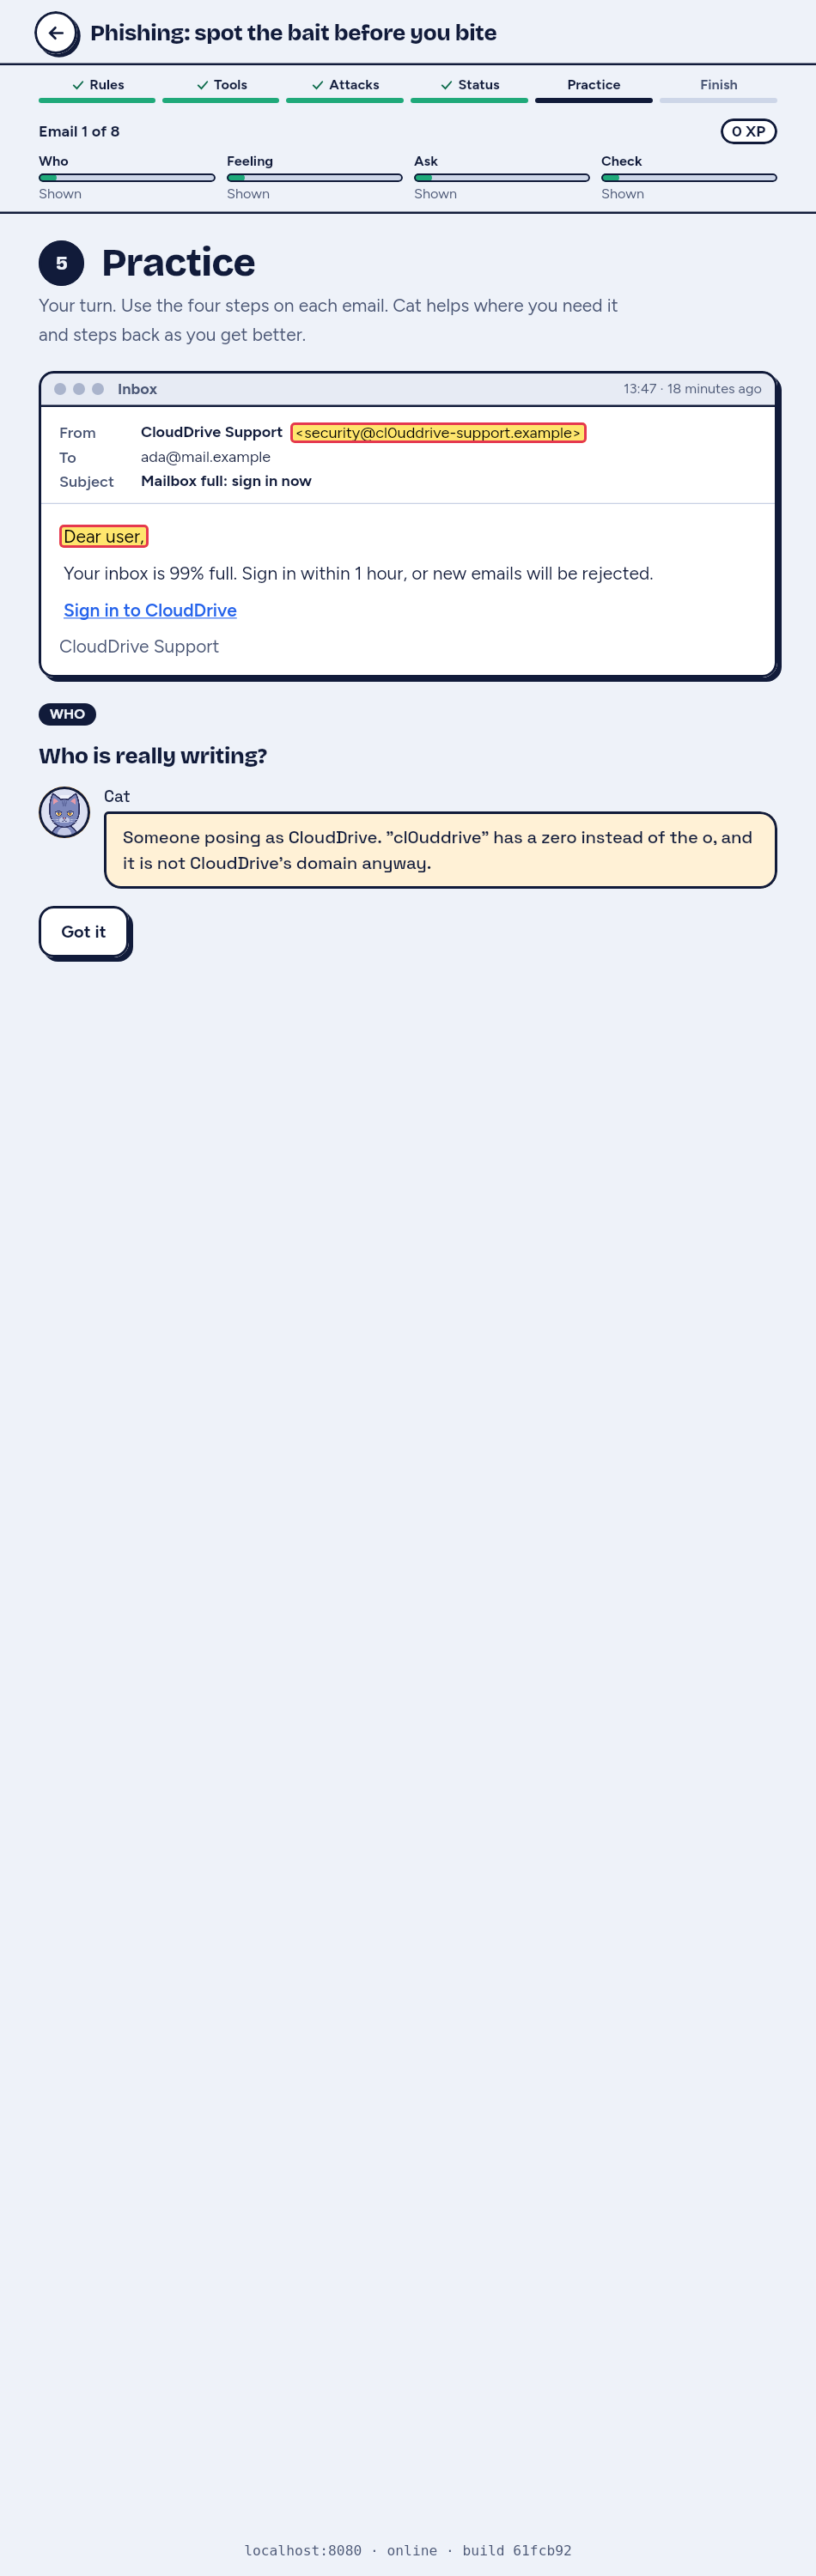 Phishing: spot the bait before you bite
Rules
Tools
Attacks
Status
Practice
Finish
Email 1 of 8
0 XP
Who
Feeling
Ask
Check
Shown
Shown
Shown
Shown
5
Practice
Your turn. Use the four steps on each email. Cat helps where you need it
and steps back as you get better.
Inbox
13:47 · 18 minutes ago
From
CloudDrive Support <security@cl0uddrive-support.example>
To
ada@mail.example
Subject
Mailbox full: sign in now
Dear user,
Your inbox is 99% full. Sign in within 1 hour, or new emails will be rejected.
Sign in to CloudDrive
CloudDrive Support
WHO
Who is really writing?
Cat
Someone posing as CloudDrive. "cl0uddrive" has a zero instead of the o, and
it is not CloudDrive's domain anyway.
Got it
localhost:8080 · online · build 61fcb92